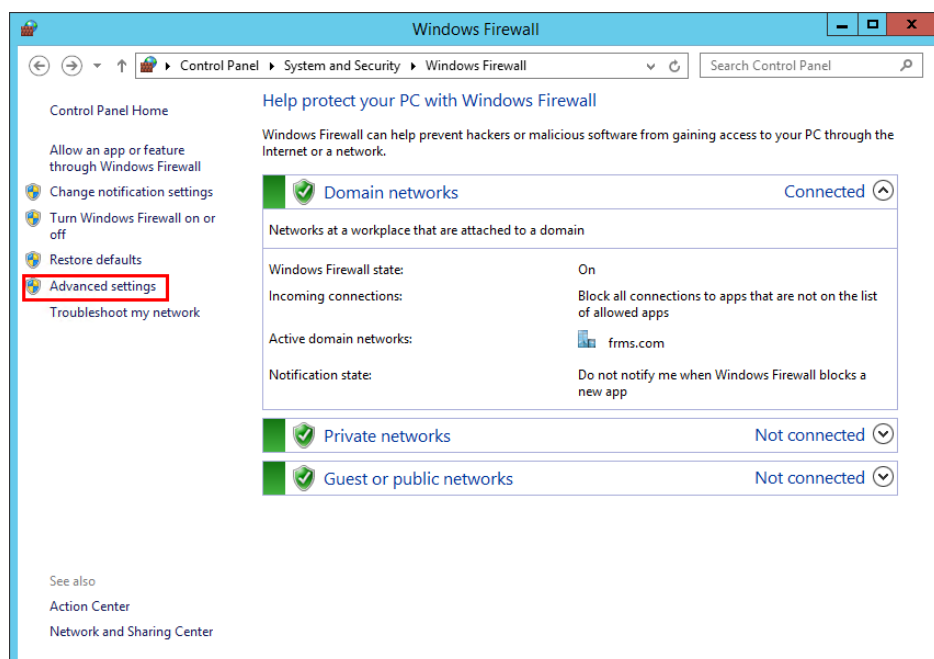 Windows Firewall
Control Panel System and Security Windows Firewall
Search Control Panel
Control Panel Home
Allow an app or feature
through Windows Firewall
Change notification settings
Turn Windows Firewall on or
off
Restore defaults
Advanced settings
Troubleshoot my network
See also
Action Center
Network and Sharing Center
Help protect your PC with Windows Firewall
Windows Firewall can help prevent hackers or malicious software from gaining access to your PC through the
Internet or a network.
Domain networks Connected
Networks at a workplace that are attached to a domain
Windows Firewall state: On
Incoming connections: Block all connections to apps that are not on the list
of allowed apps
Active domain networks: frms.com
Notification state: Do not notify me when Windows Firewall blocks a
new app
Private networks Not connected
Guest or public networks Not connected